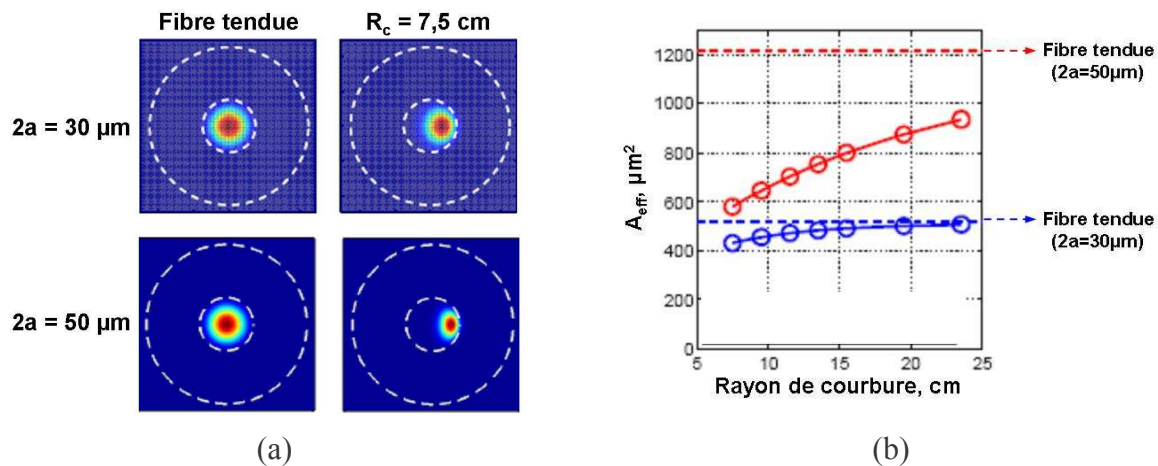 Fibre tendue
R_c = 7,5 cm
2a = 30 µm
2a = 50 µm
(a)
1200
1000
800
600
400
200
0
A_eff, µm²
5
10
15
20
25
Rayon de courbure, cm
Fibre tendue
(2a=50µm)
Fibre tendue
(2a=30µm)
(b)